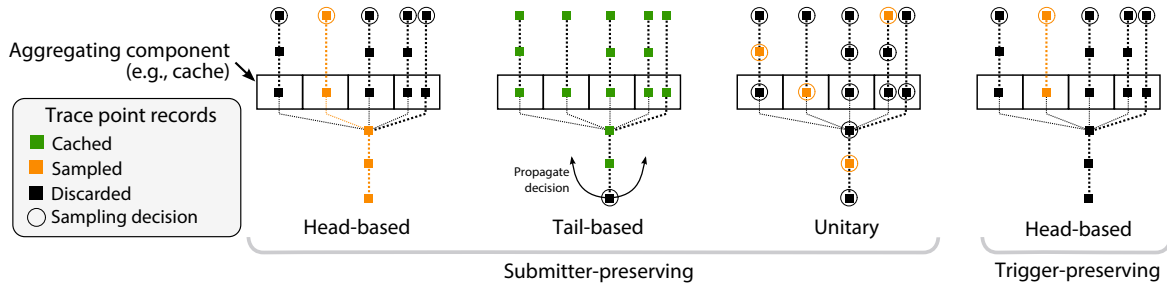 Aggregating component
(e.g., cache)
Trace point records
Cached
Sampled
Discarded
Sampling decision
Propagate
decision
Head-based
Tail-based
Unitary
Head-based
Submitter-preserving
Trigger-preserving